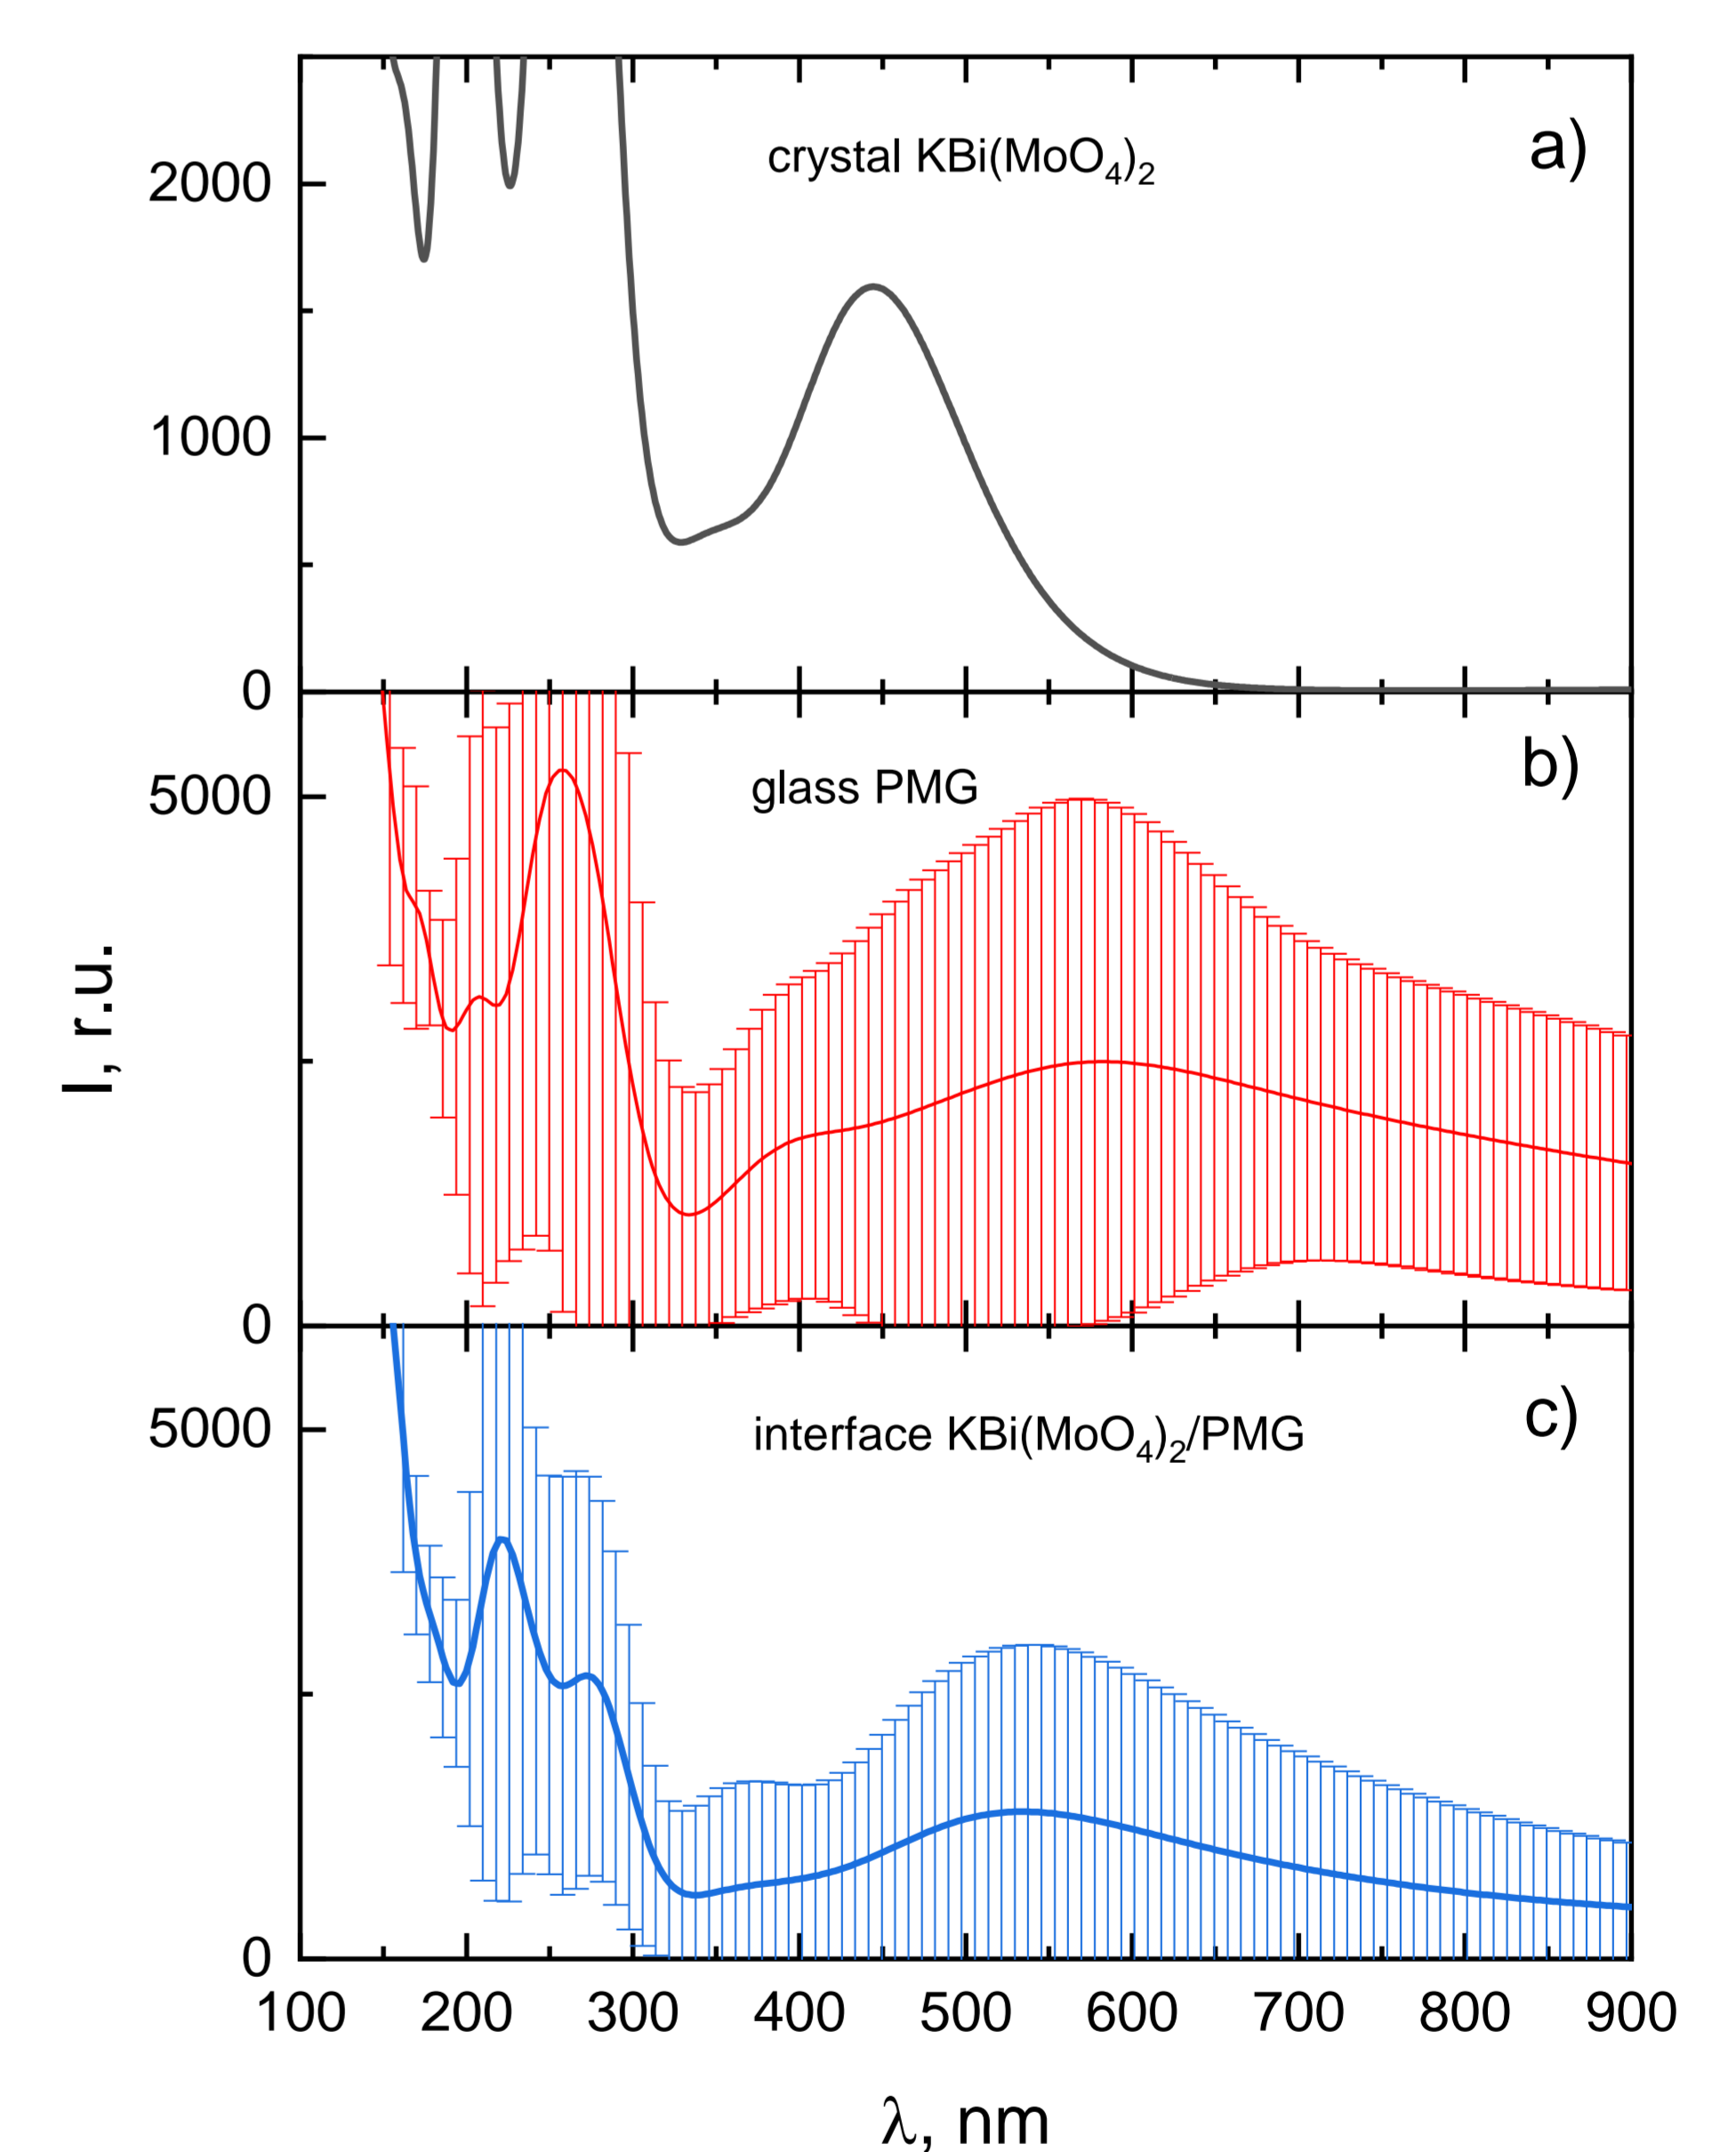 a)
crystal KBi(MoO₄)₂
2000
1000
0
b)
glass PMG
5000
0
I, r.u.
c)
interface KBi(MoO₄)₂/PMG
5000
0
100 200 300 400 500 600 700 800 900
λ, nm